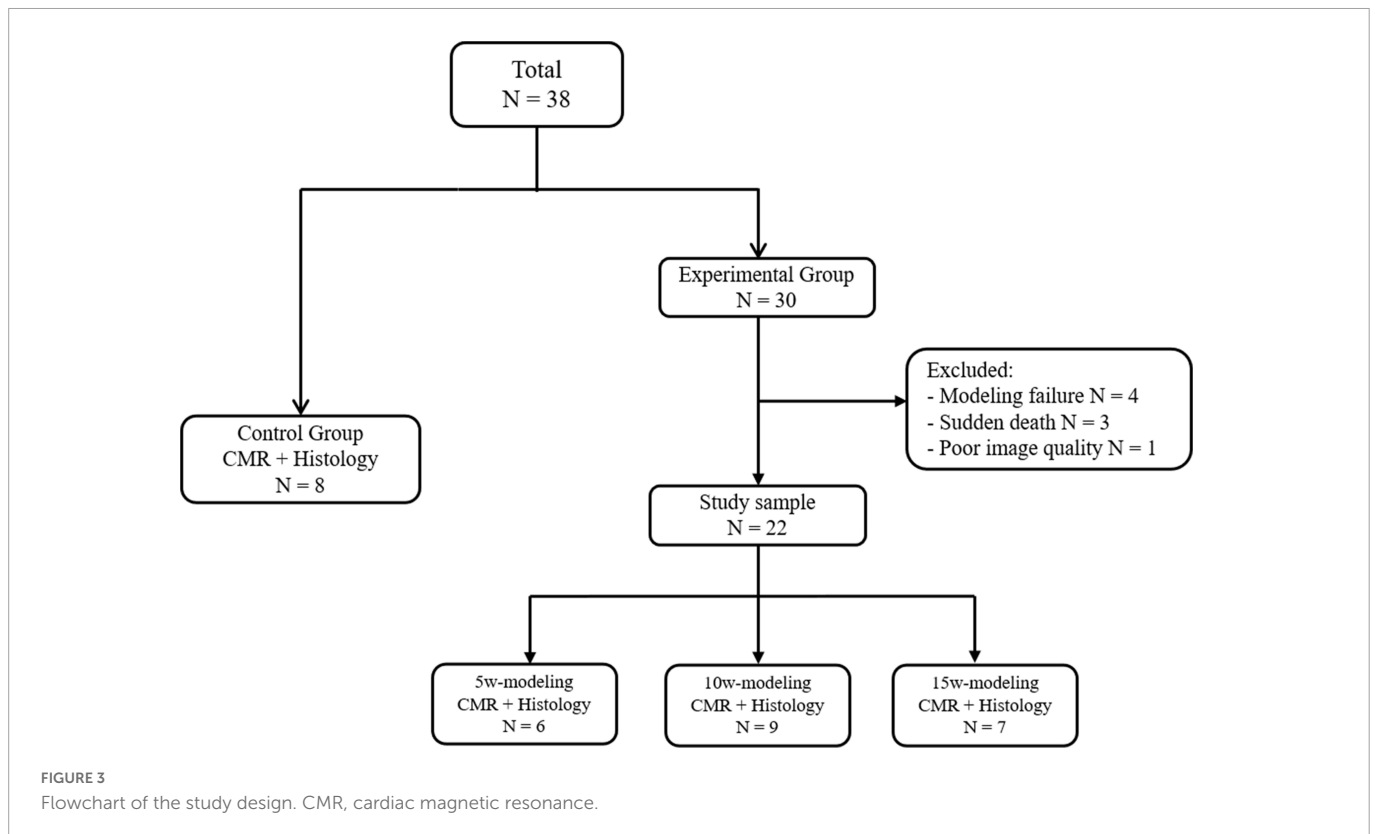 Total
N = 38
Experimental Group
N = 30
Excluded:
- Modeling failure N = 4
- Sudden death N = 3
- Poor image quality N = 1
Control Group
CMR + Histology
N = 8
Study sample
N = 22
5w-modeling
CMR + Histology
N = 6
10w-modeling
CMR + Histology
N = 9
15w-modeling
CMR + Histology
N = 7
FIGURE 3
Flowchart of the study design. CMR, cardiac magnetic resonance.